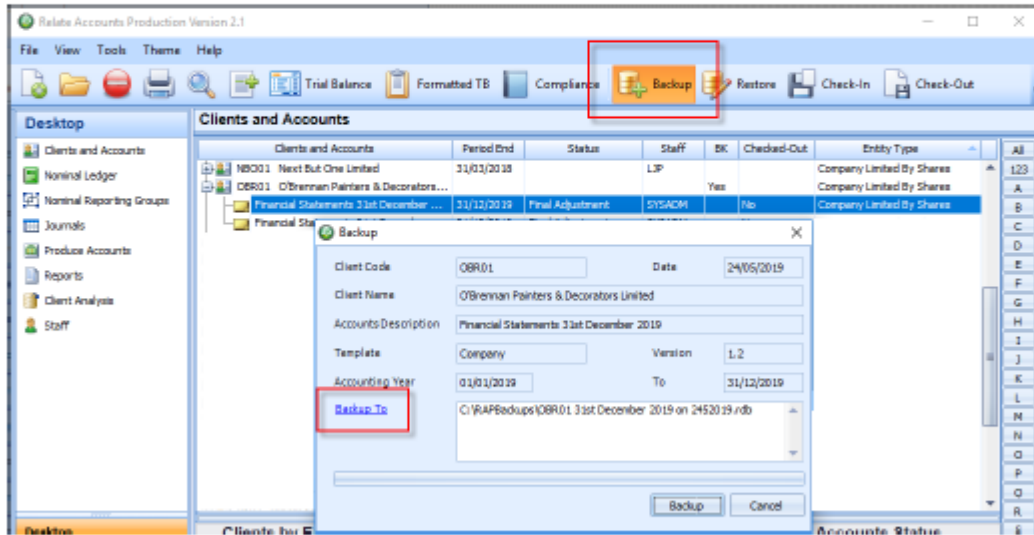 Relate Accounts Production Version 2.1
File View Tools Theme Help
Trial Balance Formatted TB Compliance Backup Restore Check-In Check-Out
Desktop
Clients and Accounts
Nominal Ledger
Nominal Reporting Groups
Journals
Produce Accounts
Reports
Client Analysis
Staff
Desktop
Clients and Accounts
Clients and Accounts Period End Status Staff BK Checked-Out Entity Type
NBO01 Next But One Limited 31/03/2018 LJP Company Limited By Shares
OBR01 O'Brennan Painters & Decorators... Yes Company Limited By Shares
Financial Statements 31st December ... 31/12/2019 Final Adjustment SYSADM No Company Limited By Shares
Financial
Backup
Client Code OBR01 Date 24/05/2019
Client Name O'Brennan Painters & Decorators Limited
Accounts Description Financial Statements 31st December 2019
Template Company Version 1.2
Accounting Year 01/01/2019 To 31/12/2019
Backup To C:\RAPBackups\OBR01 31st December 2019 on 2452019.rdb
Backup Cancel
Clients by Accounts Status
All
123
A
B
C
D
E
F
G
H
I
J
K
L
M
N
O
P
Q
R
S